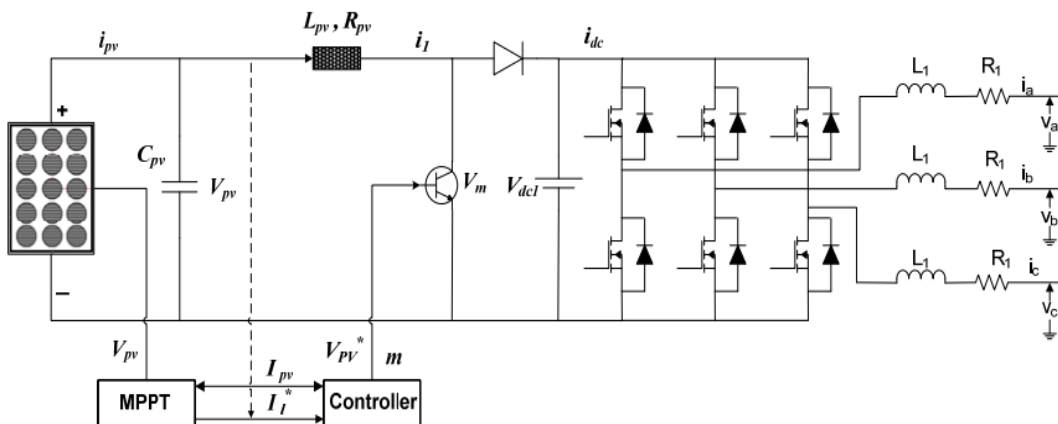 L_pv , R_pv
i_pv
i_1
i_dc
+
C_pv
V_pv
V_m
V_dc1
L_1
R_1
i_a
v_a
L_1
R_1
i_b
v_b
L_1
R_1
i_c
v_c
–
V_pv
V_PV*
m
I_pv
I_l*
MPPT
Controller